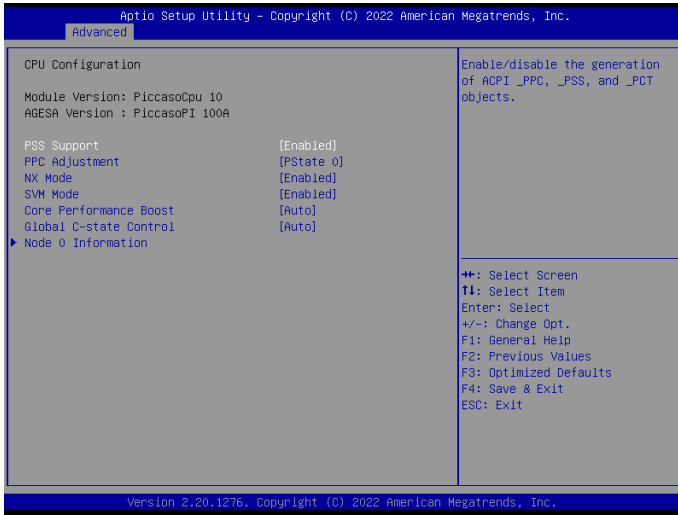 Aptio Setup Utility – Copyright (C) 2022 American Megatrends, Inc.
Advanced
CPU Configuration
Module Version: PiccasoCpu 10
AGESA Version : PiccasoPI 100A
PSS Support [Enabled]
PPC Adjustment [PState 0]
NX Mode [Enabled]
SVM Mode [Enabled]
Core Performance Boost [Auto]
Global C-state Control [Auto]
Node 0 Information
Enable/disable the generation
of ACPI _PPC, _PSS, and _PCT
objects.
→←: Select Screen
↑↓: Select Item
Enter: Select
+/-: Change Opt.
F1: General Help
F2: Previous Values
F3: Optimized Defaults
F4: Save & Exit
ESC: Exit
Version 2.20.1276. Copyright (C) 2022 American Megatrends, Inc.